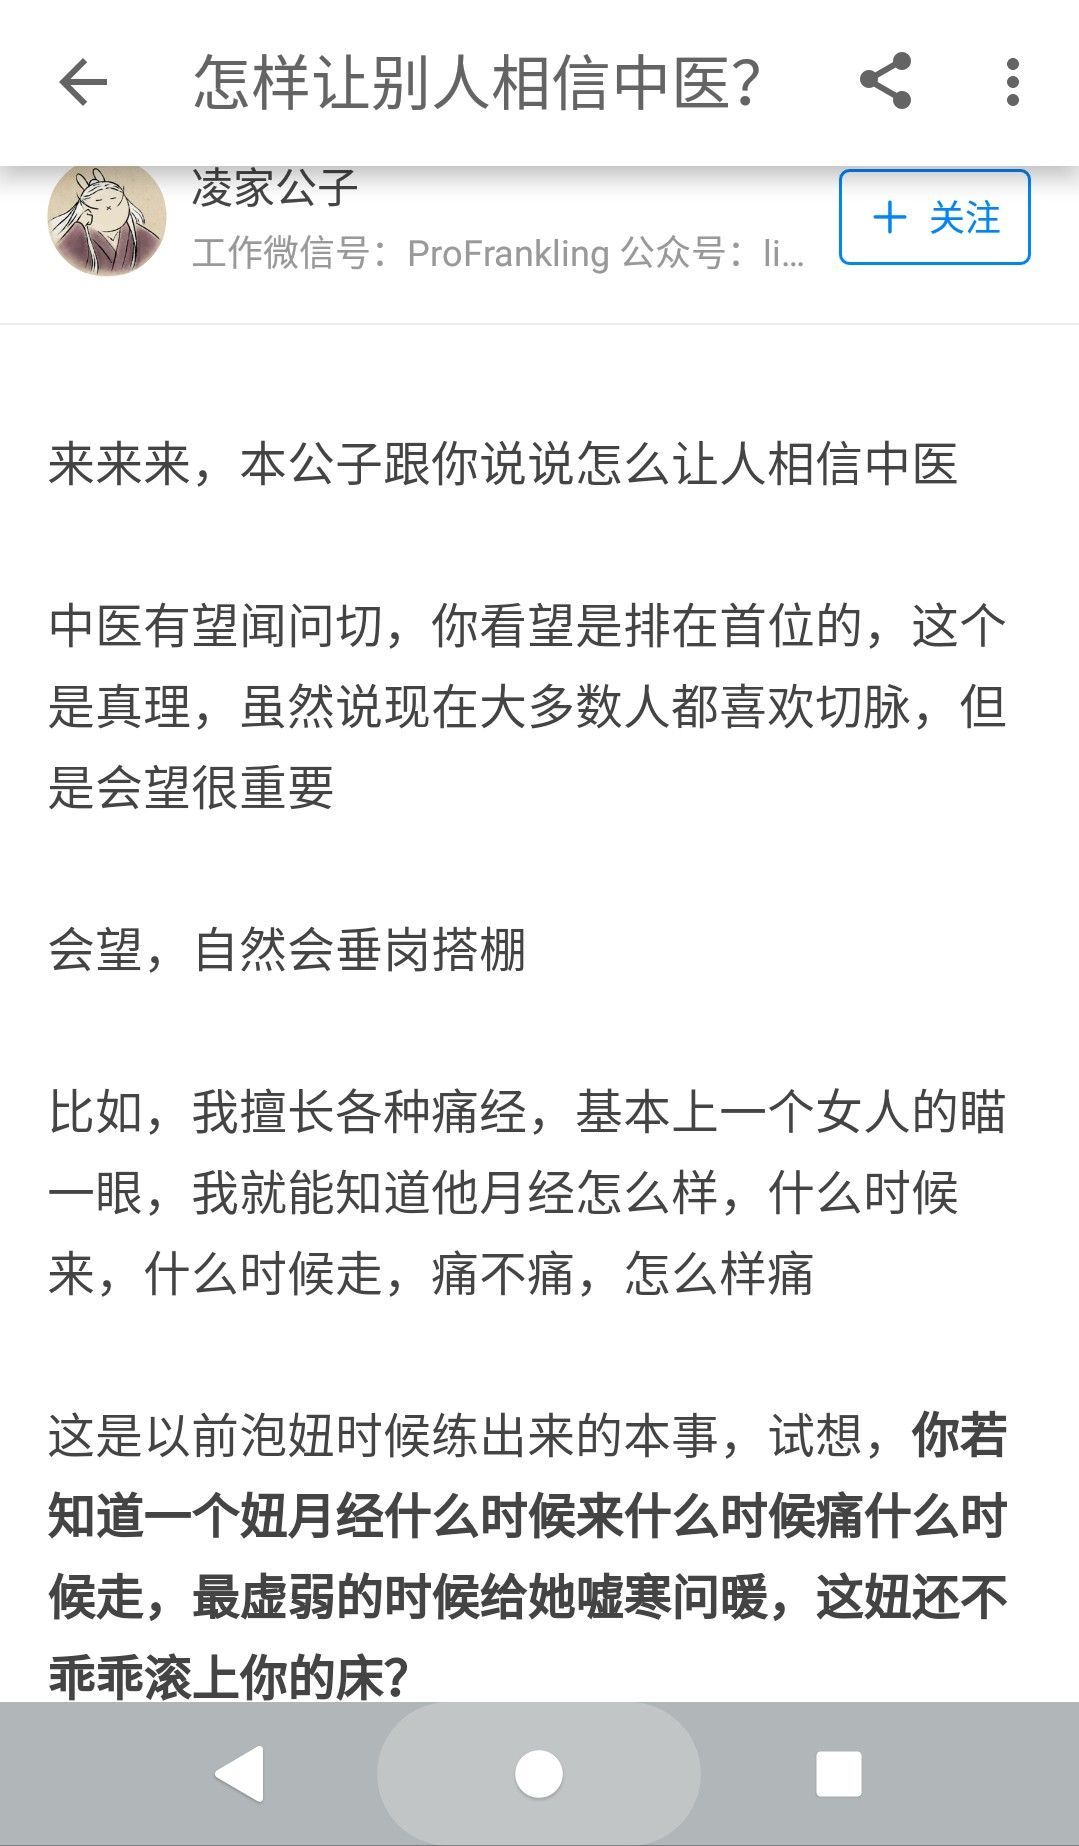 怎样让别人相信中医？
凌家公子
工作微信号：ProFrankling 公众号：li...
关注
来来来，本公子跟你说说怎么让人相信中医
中医有望闻问切，你看望是排在首位的，这个
是真理，虽然说现在大多数人都喜欢切脉，但
是会望很重要
会望，自然会垂岗搭棚
比如，我擅长各种痛经，基本上一个女人的瞄
一眼，我就能知道他月经怎么样，什么时候
来，什么时候走，痛不痛，怎么样痛
这是以前泡妞时候练出来的本事，试想，你若
知道一个妞月经什么时候来什么时候痛什么时
候走，最虚弱的时候给她嘘寒问暖，这妞还不
乖乖滚上你的床？